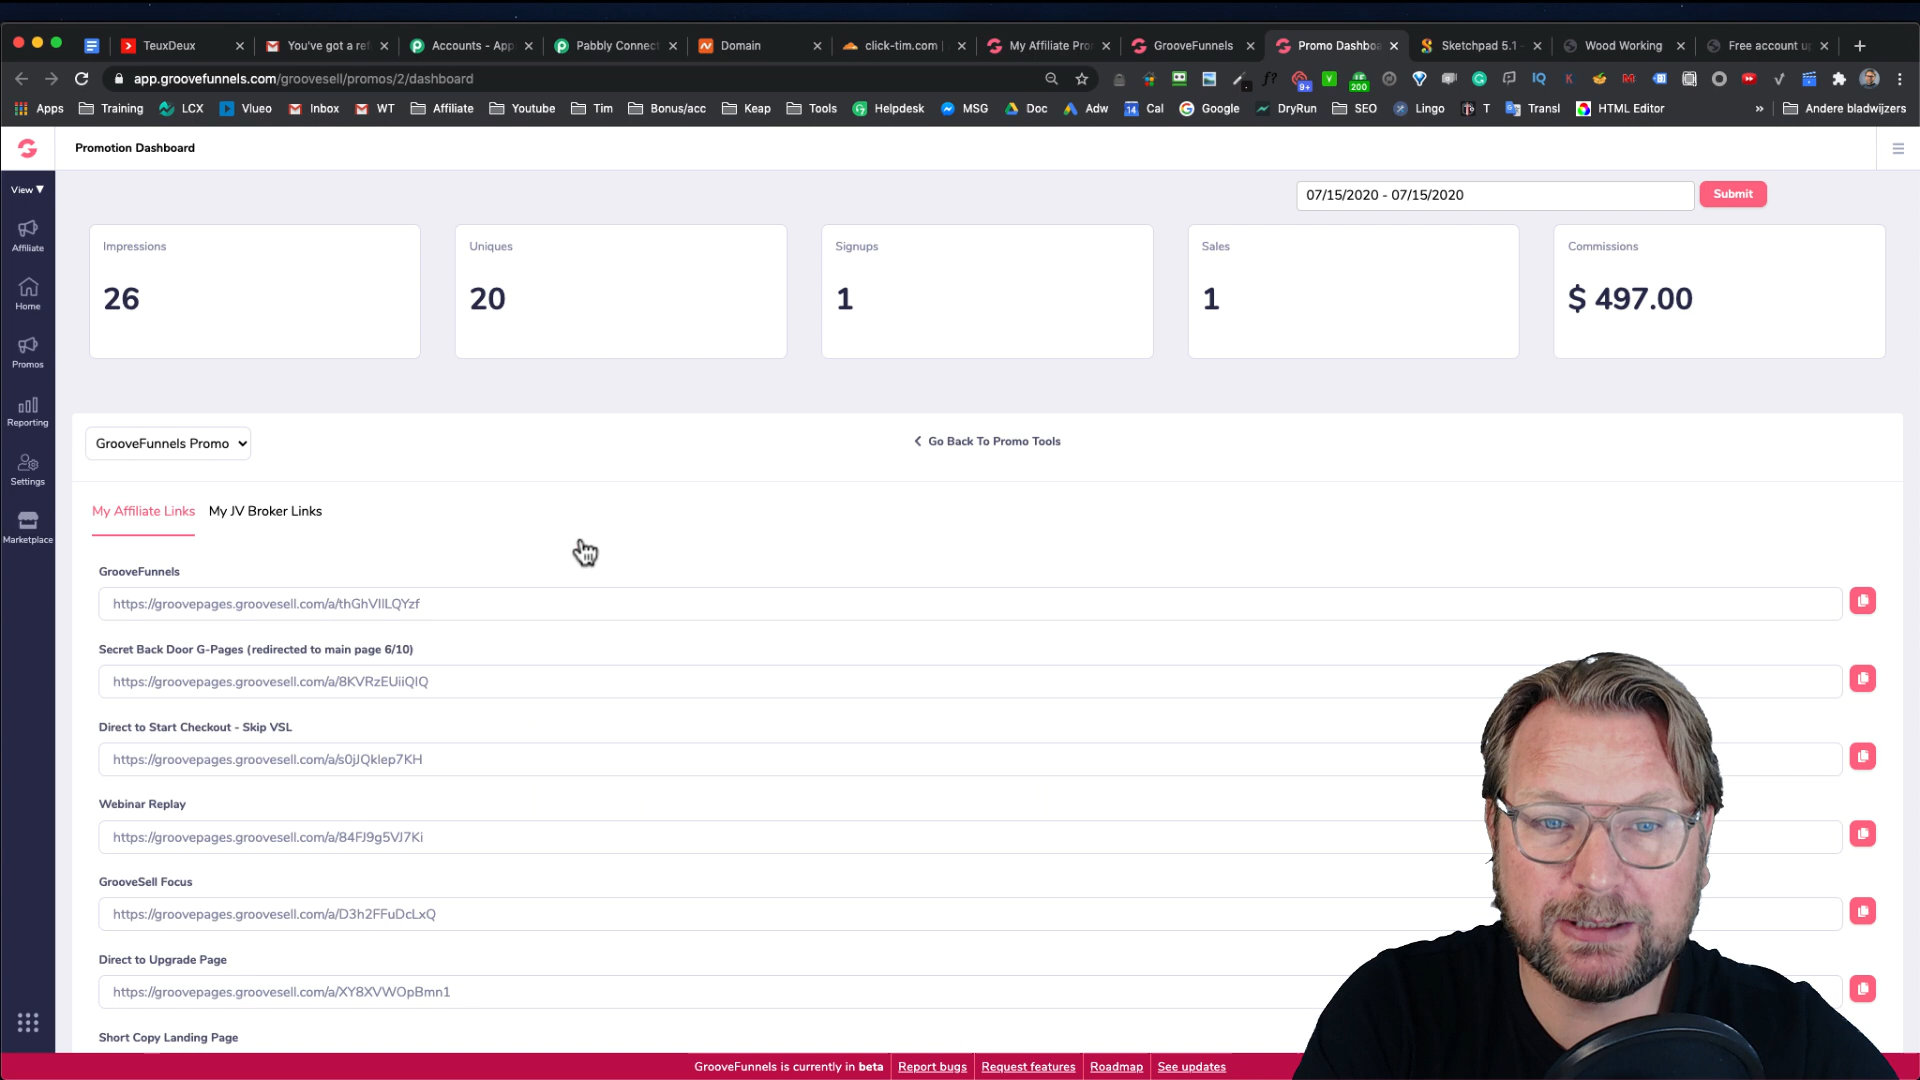 TeuxDeux
You've got a ref
Accounts - App
Pabbly Connect
Domain
click-tim.com |
My Affiliate Pro
GrooveFunnels
Promo Dashbo
Sketchpad 5.1 -
Wood Working
Free account u
app.groovefunnels.com/groovesell/promos/2/dashboard
Apps
Training
LCX
Vlueo
Inbox
WT
Affiliate
Youtube
Tim
Bonus/acc
Keap
Tools
Helpdesk
MSG
Doc
Adw
Cal
Google
DryRun
SEO
Lingo
T
Transl
HTML Editor
»
Andere bladwijzers
Promotion Dashboard
View ▼
Affiliate
Home
Promos
Reporting
Settings
Marketplace
07/15/2020 - 07/15/2020
Submit
Impressions
26
Uniques
20
Signups
1
Sales
1
Commissions
$ 497.00
GrooveFunnels Promo
Go Back To Promo Tools
My Affiliate Links
My JV Broker Links
GrooveFunnels
https://groovepages.groovesell.com/a/thGhVIlLQYzf
Secret Back Door G-Pages (redirected to main page 6/10)
https://groovepages.groovesell.com/a/8KVRzEUiiQIQ
Direct to Start Checkout - Skip VSL
https://groovepages.groovesell.com/a/s0jJQklep7KH
Webinar Replay
https://groovepages.groovesell.com/a/84FJ9g5VJ7Ki
GrooveSell Focus
https://groovepages.groovesell.com/a/D3h2FFuDcLxQ
Direct to Upgrade Page
https://groovepages.groovesell.com/a/XY8XVWOpBmn1
Short Copy Landing Page
GrooveFunnels is currently in beta
Report bugs
Request features
Roadmap
See updates